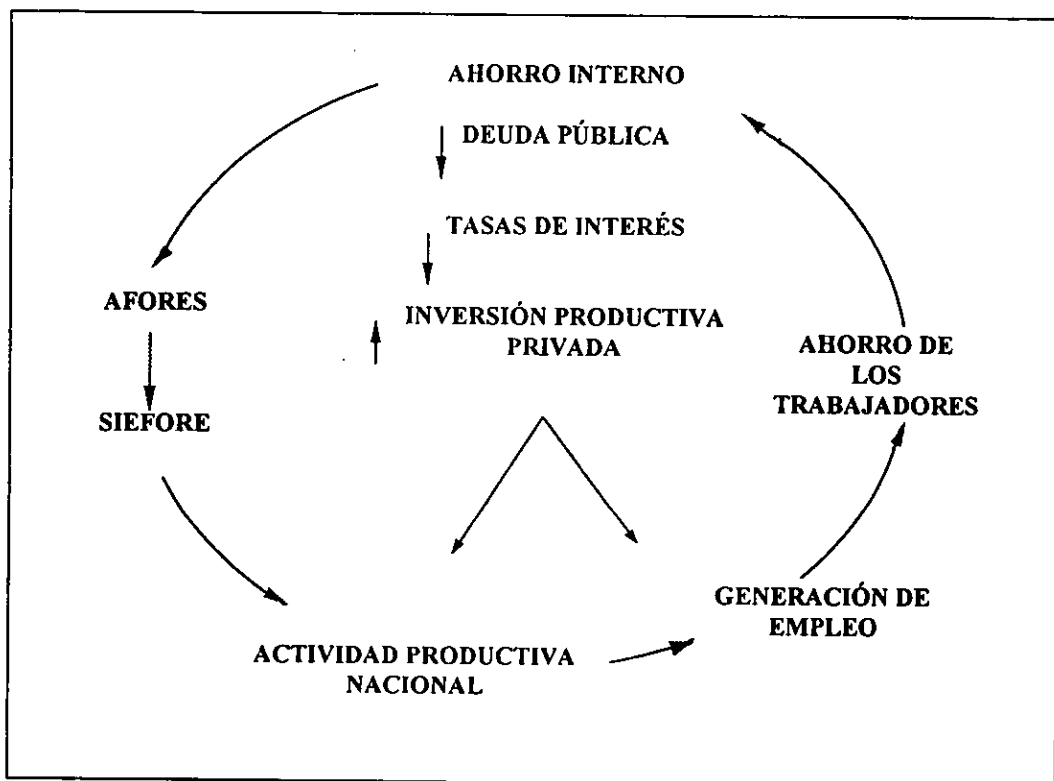 AHORRO INTERNO
DEUDA PÚBLICA
TASAS DE INTERÉS
AFORES
INVERSIÓN PRODUCTIVA
PRIVADA
AHORRO DE
LOS
TRABAJADORES
SIEFORE
GENERACIÓN DE
EMPLEO
ACTIVIDAD PRODUCTIVA
NACIONAL